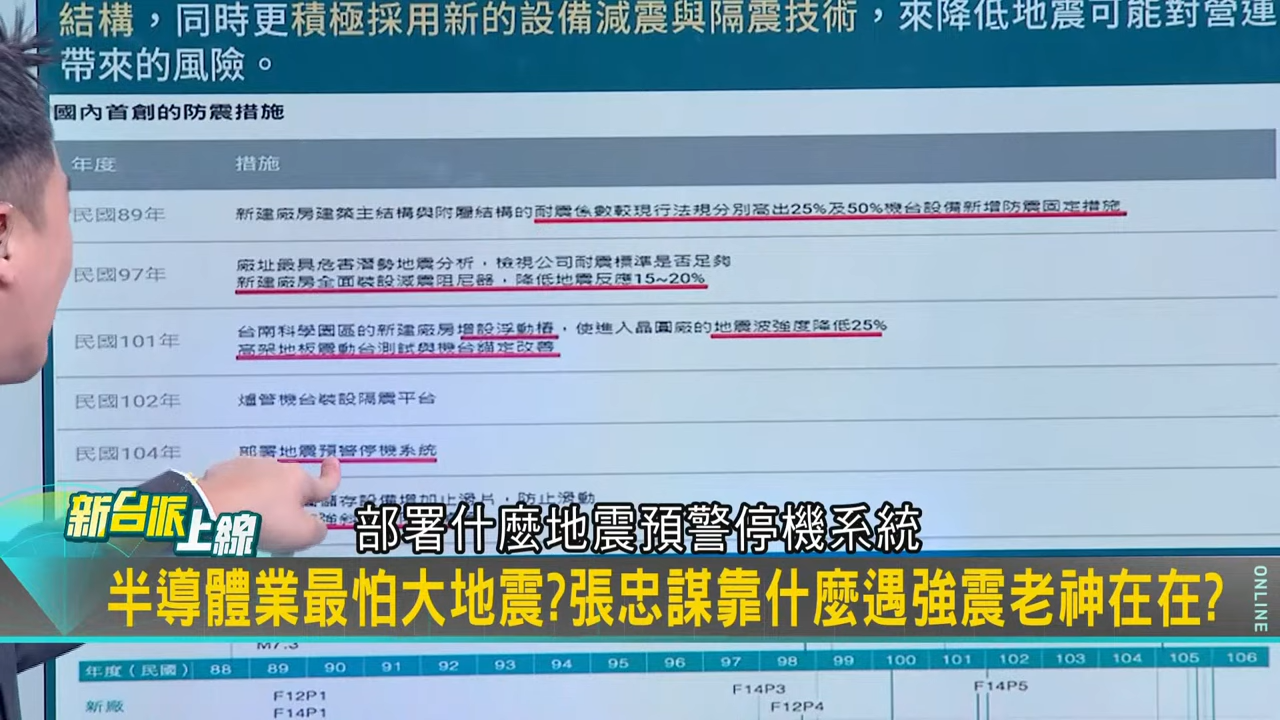 結構，同時更積極採用新的設備減震與隔震技術，來降低地震可能對營運
帶來的風險。
國內首創的防震措施
年度 措施
民國89年 新建廠房建築主結構與附屬結構的耐震係數較現行法規分別高出25%及50%機台設備新增防震固定措施
民國97年 廠址最具危害潛勢地震分析，檢視公司耐震標準是否足夠
新建廠房全面裝設減震阻尼器，降低地震反應15~20%
民國101年 台南科學園區的新建廠房增設浮動樁，使進入晶圓廠的地震波強度降低25%
高架地板震動台測試與機台錨定改善
民國102年 爐管機台裝設隔震平台
民國104年 部署地震預警停機系統
儲存設備增加止滑片，防止滑動
新台派上線
部署什麼地震預警停機系統
半導體業最怕大地震?張忠謀靠什麼遇強震老神在在?
ONLINE
M7.3
年度（民國） 88 89 90 91 92 93 94 95 96 97 98 99 100 101 102 103 104 105 106
新廠 F12P1 F14P3 F14P5
F14P1 F12P4